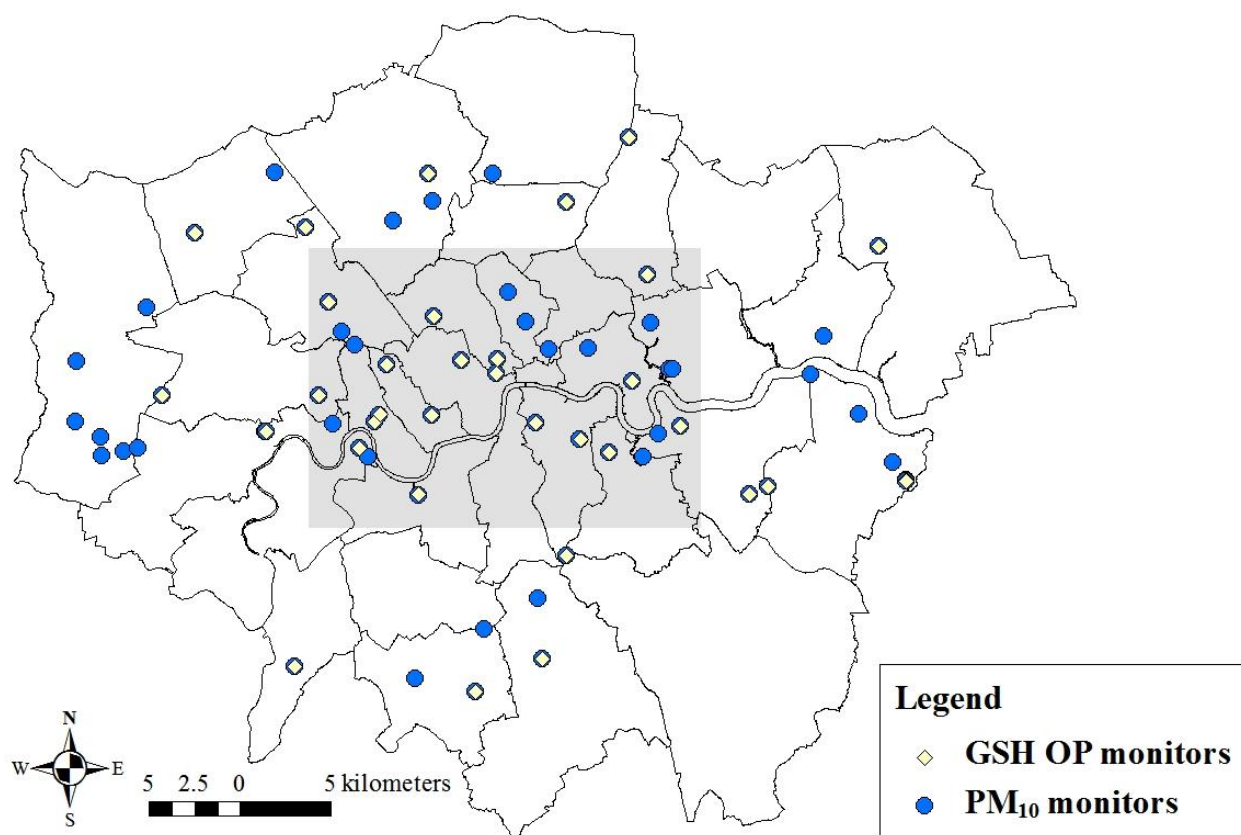 N
W E
S
5 2.5 0 5 kilometers
Legend
GSH OP monitors
PM₁₀ monitors